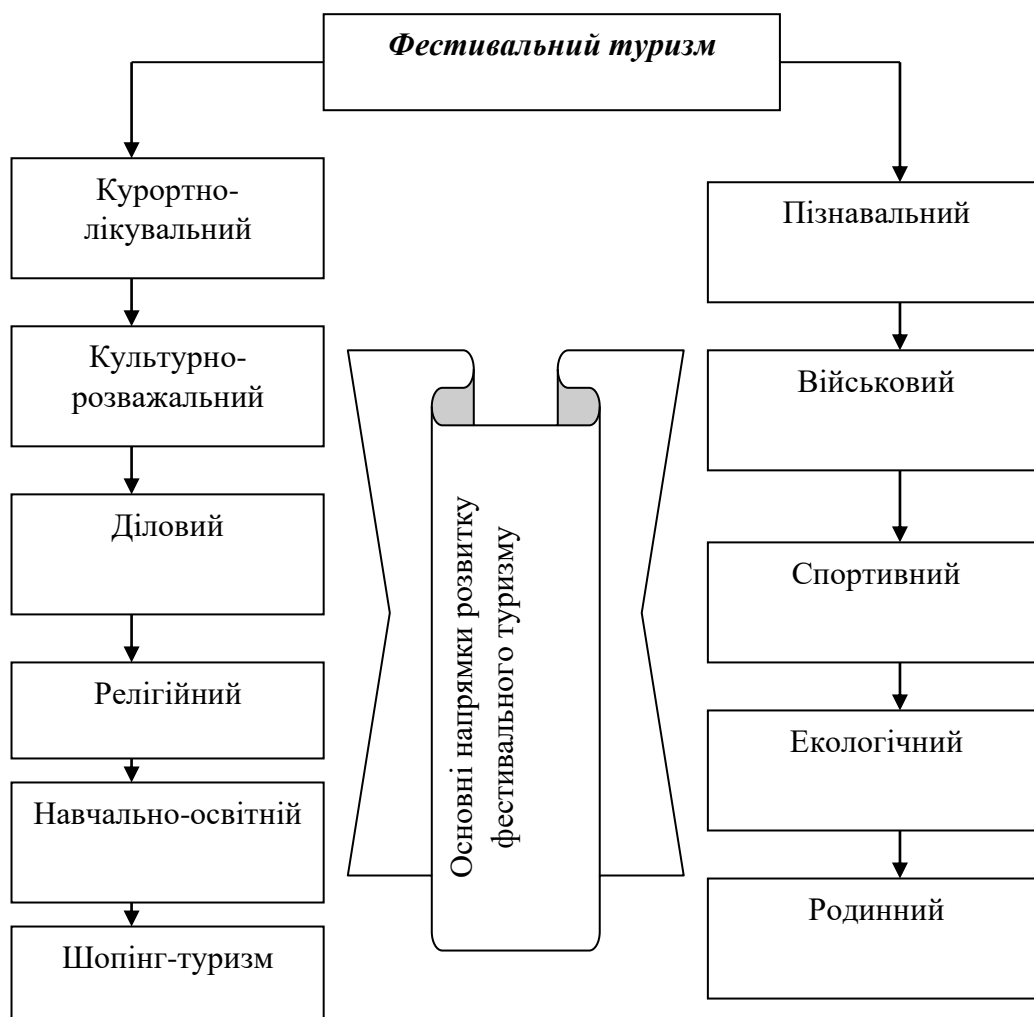 Фестивальний туризм
Курортно-
лікувальний
Культурно-
розважальний
Діловий
Релігійний
Навчально-освітній
Шопінг-туризм
Основні напрямки розвитку
фестивального туризму
Пізнавальний
Військовий
Спортивний
Екологічний
Родинний